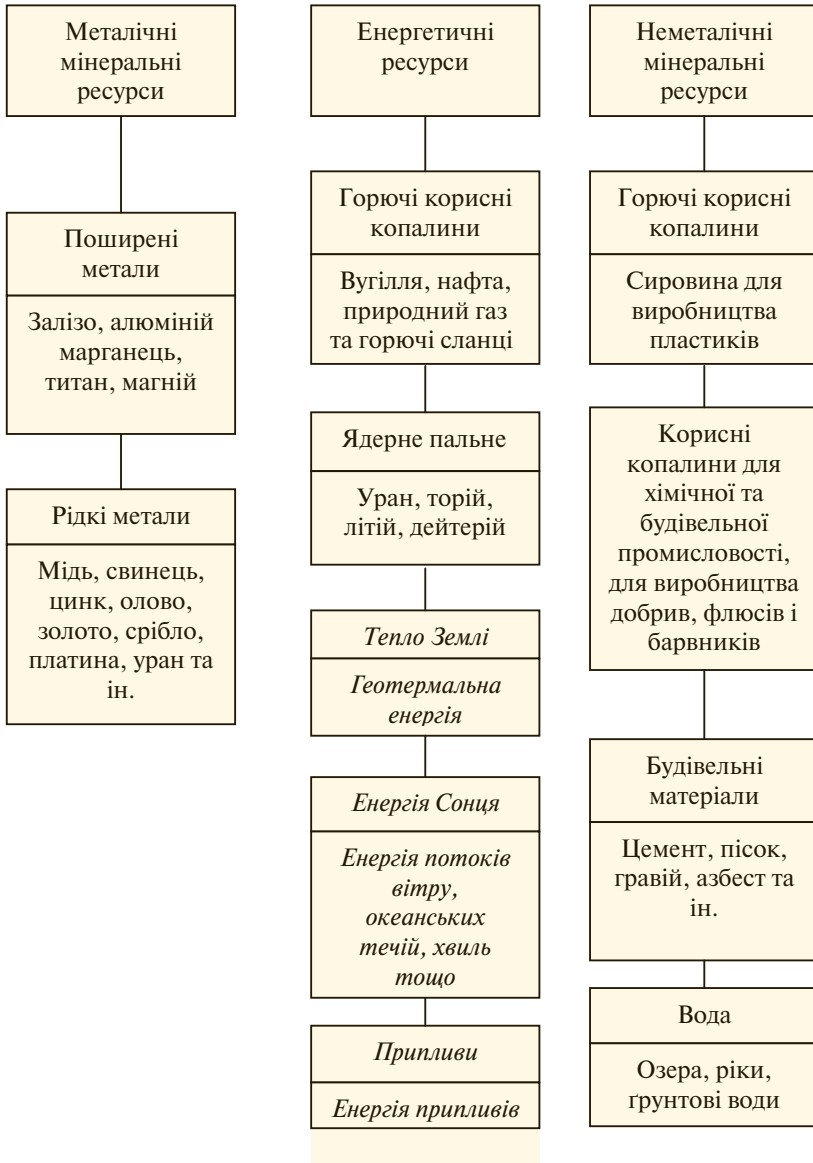 Металічні
мінеральні
ресурси
Поширені
метали
Залізо, алюміній
марганець,
титан, магній
Рідкі метали
Мідь, свинець,
цинк, олово,
золото, срібло,
платина, уран та
ін.
Енергетичні
ресурси
Горючі корисні
копалини
Вугілля, нафта,
природний газ
та горючі сланці
Ядерне пальне
Уран, торій,
літій, дейтерій
Тепло Землі
Геотермальна
енергія
Енергія Сонця
Енергія потоків
вітру,
океанських
течій, хвиль
тощо
Припливи
Енергія припливів
Неметалічні
мінеральні
ресурси
Горючі корисні
копалини
Сировина для
виробництва
пластиків
Корисні
копалини для
хімічної та
будівельної
промисловості,
для виробництва
добрив, флюсів і
барвників
Будівельні
матеріали
Цемент, пісок,
гравій, азбест та
ін.
Вода
Озера, ріки,
ґрунтові води